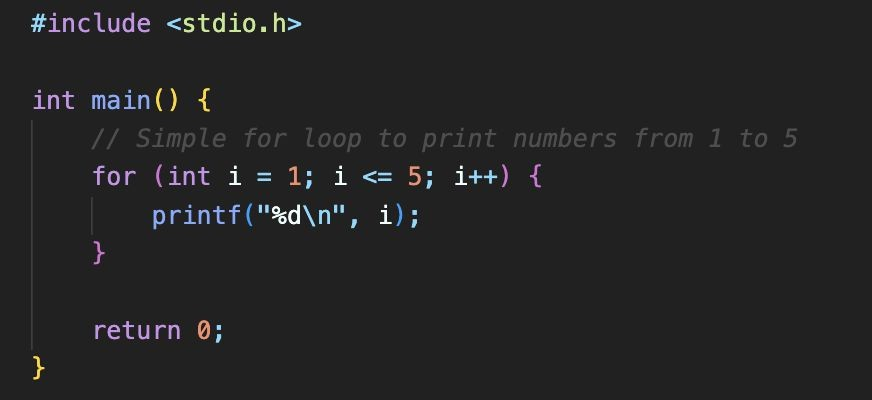 #include <stdio.h>

int main() {
    // Simple for loop to print numbers from 1 to 5
    for (int i = 1; i <= 5; i++) {
        printf("%d\n", i);
    }

    return 0;
}